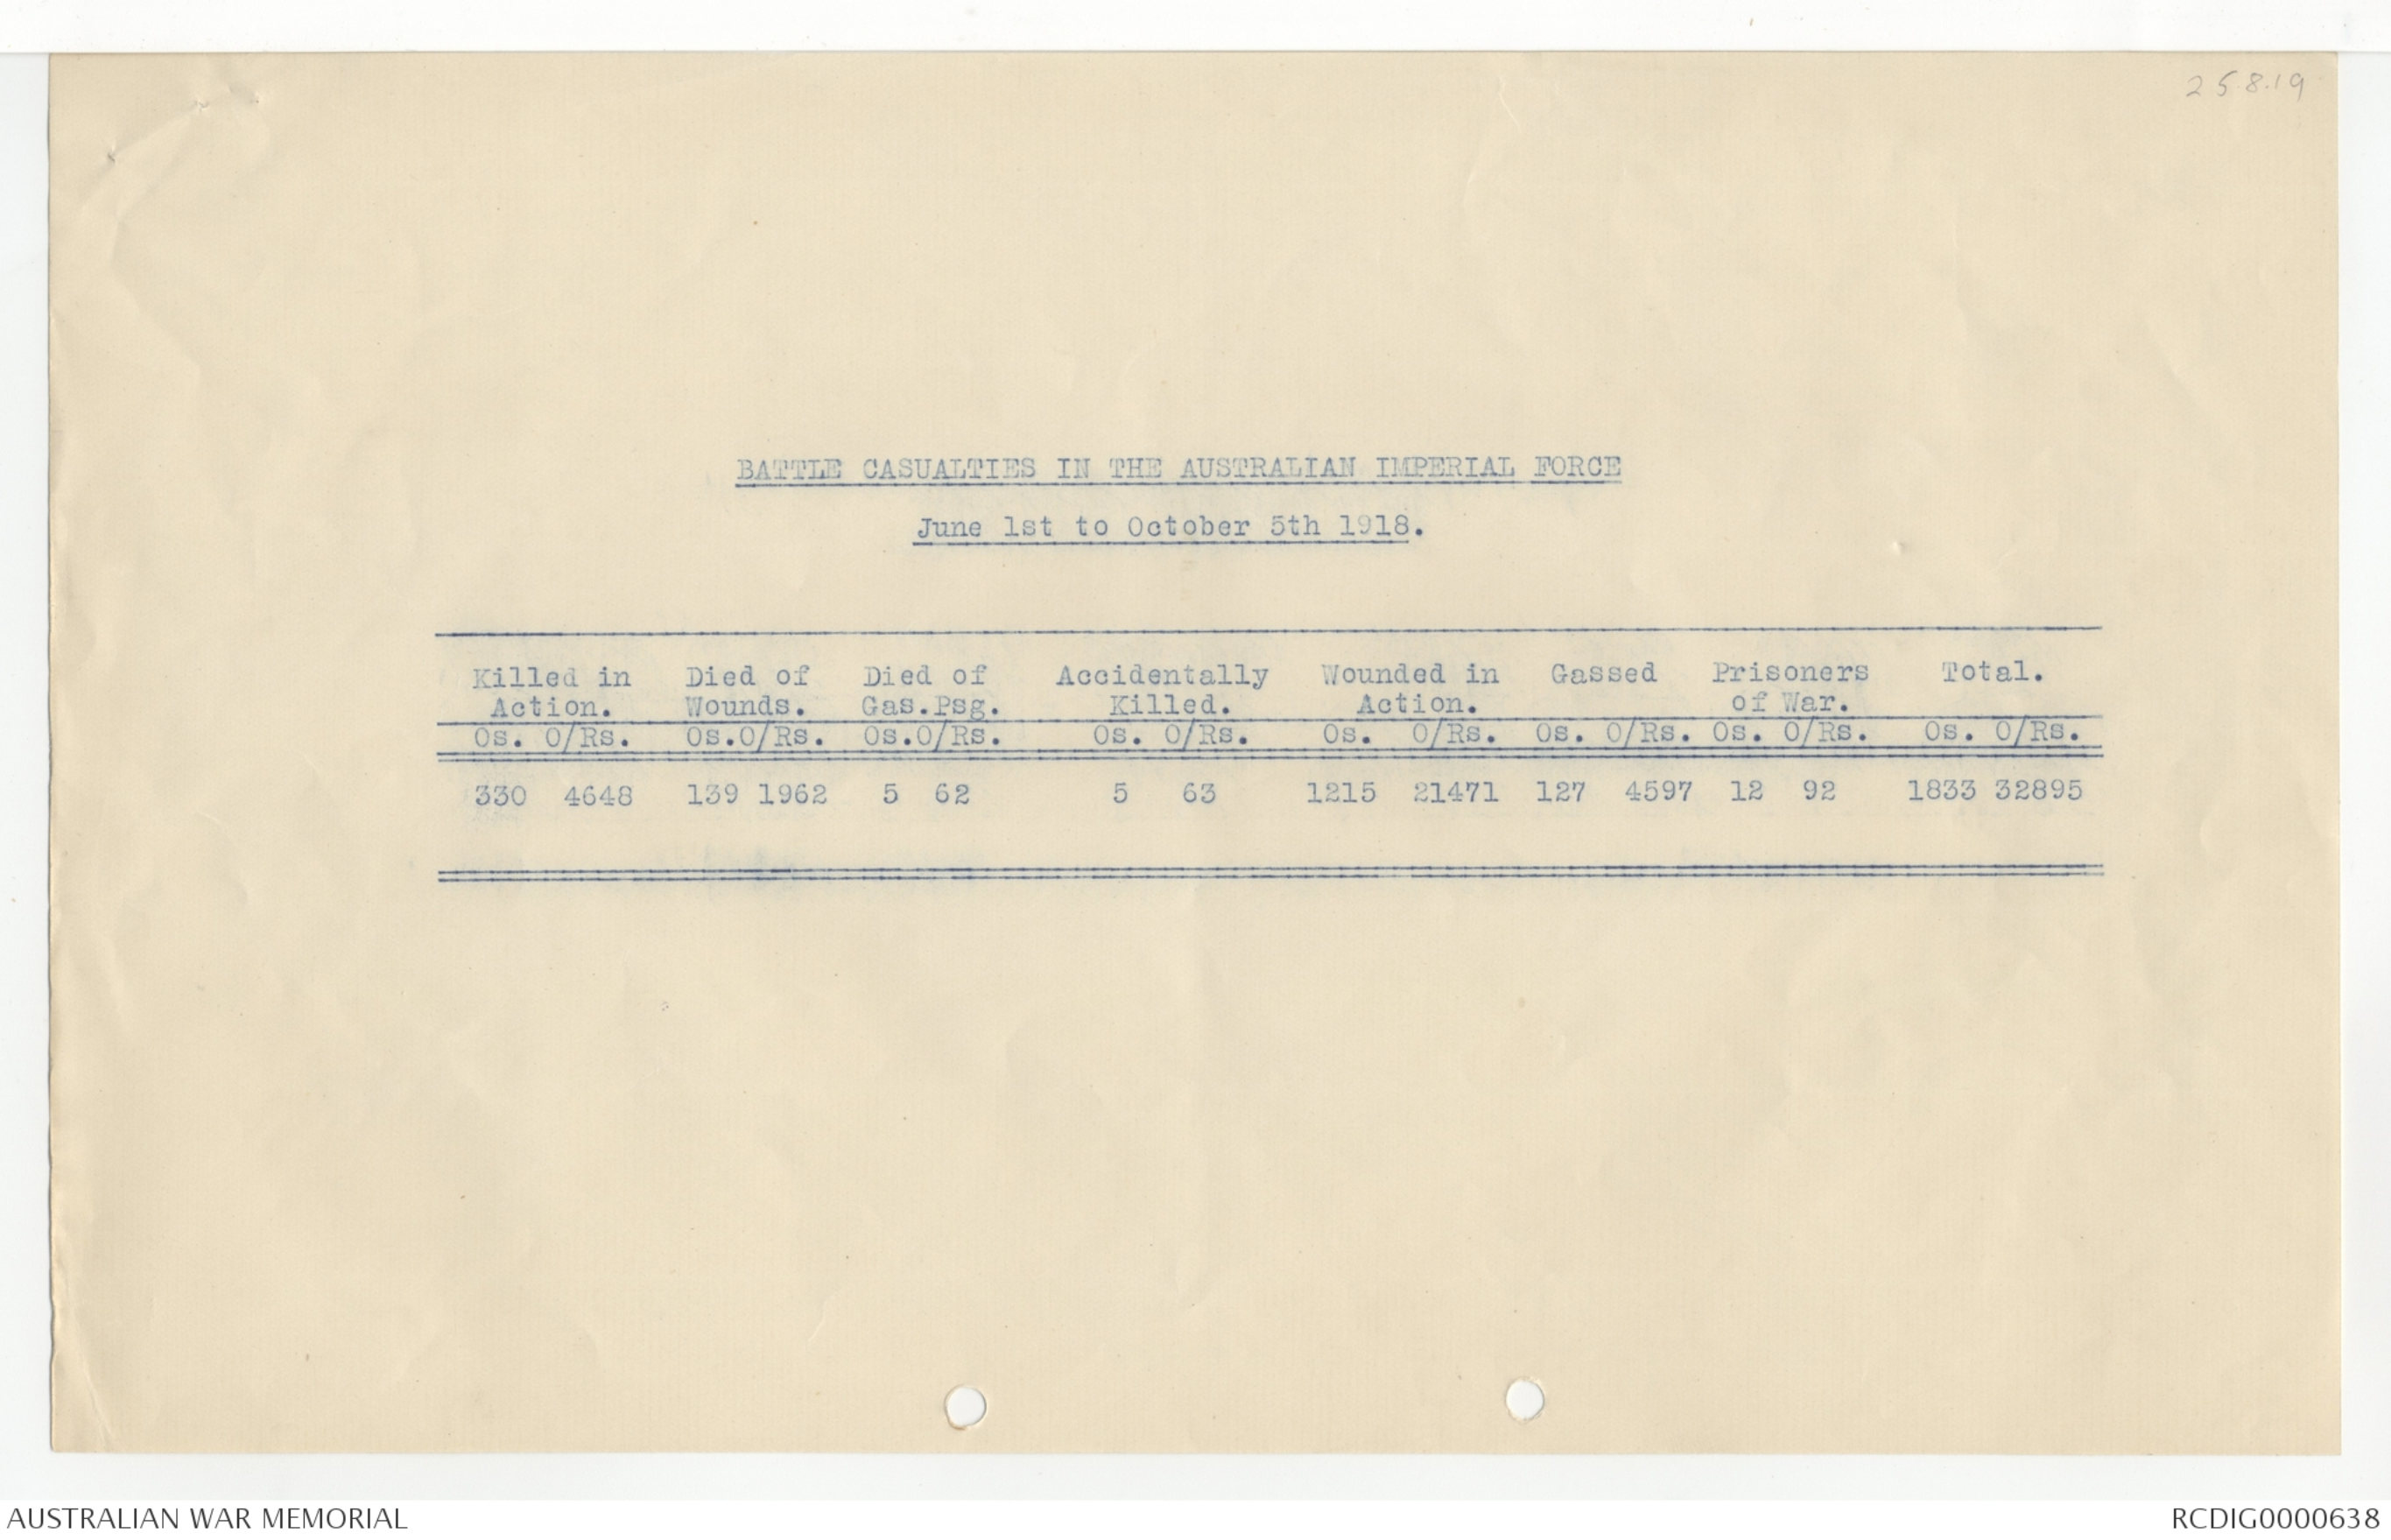 25.8.19
BATTLE CASUALTIES IN THE AUSTRALIAN IMPERIAL FORCE
June 1st to October 5th 1918.
Killed in Died of Died of Accidentally Wounded in Gassed Prisoners Total.
Action. Wounds. Gas.Psg. Killed. Action. of War.
Os. O/Rs. Os.O/Rs. Os.O/Rs. Os. O/Rs. Os. O/Rs. Os. O/Rs. Os. O/Rs. Os. O/Rs.
330 4648 139 1962 5 62 5 63 1215 21471 127 4597 12 92 1833 32895
AUSTRALIAN WAR MEMORIAL
RCDIG0000638